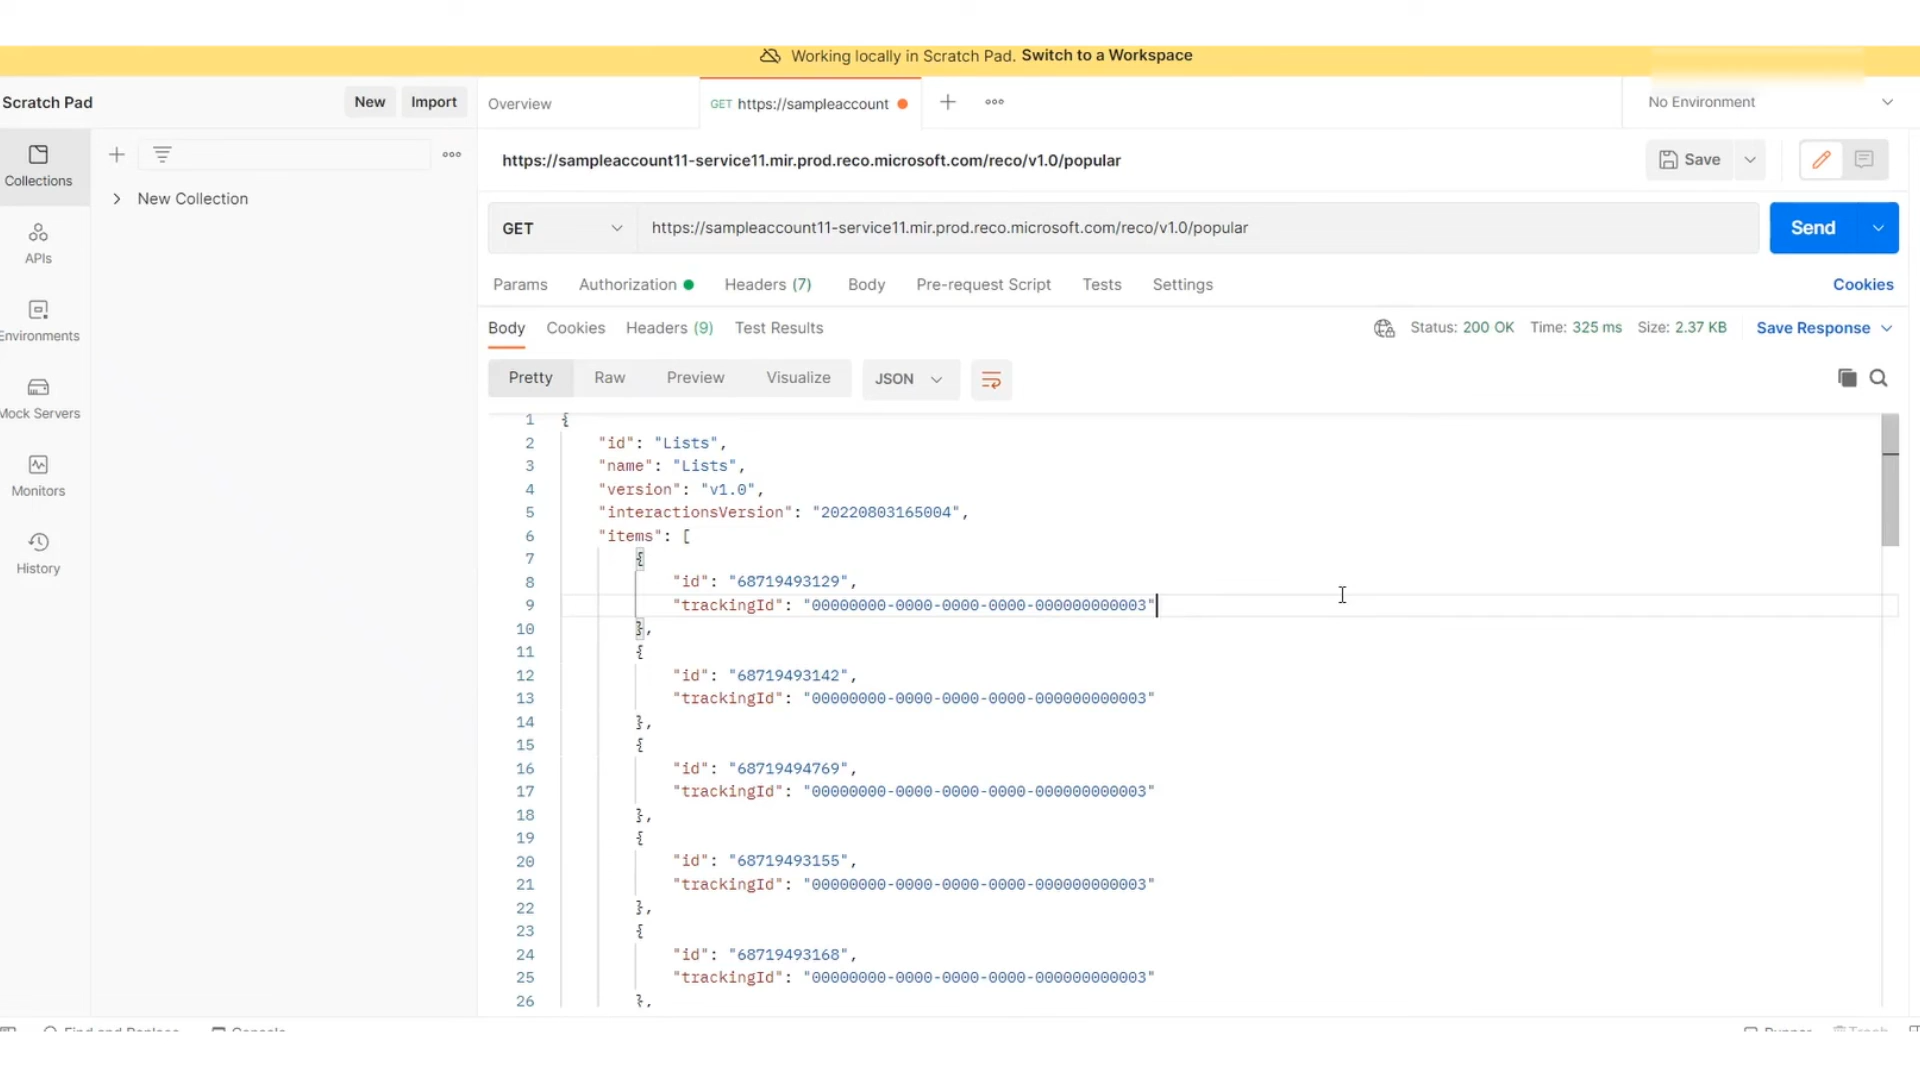 Working locally in Scratch Pad. Switch to a Workspace
Scratch Pad
New
Import
Overview
GET https://sampleaccount
No Environment
Collections
New Collection
https://sampleaccount11-service11.mir.prod.reco.microsoft.com/reco/v1.0/popular
Save
GET
https://sampleaccount11-service11.mir.prod.reco.microsoft.com/reco/v1.0/popular
Send
APIs
Params
Authorization
Headers (7)
Body
Pre-request Script
Tests
Settings
Cookies
Environments
Body
Cookies
Headers (9)
Test Results
Status: 200 OK
Time: 325 ms
Size: 2.37 KB
Save Response
Pretty
Raw
Preview
Visualize
JSON
Mock Servers
Monitors
History
1 {
2 "id": "Lists",
3 "name": "Lists",
4 "version": "v1.0",
5 "interactionsVersion": "20220803165004",
6 "items": [
7 {
8 "id": "68719493129",
9 "trackingId": "00000000-0000-0000-0000-000000000003"
10 },
11 {
12 "id": "68719493142",
13 "trackingId": "00000000-0000-0000-0000-000000000003"
14 },
15 {
16 "id": "68719494769",
17 "trackingId": "00000000-0000-0000-0000-000000000003"
18 },
19 {
20 "id": "68719493155",
21 "trackingId": "00000000-0000-0000-0000-000000000003"
22 },
23 {
24 "id": "68719493168",
25 "trackingId": "00000000-0000-0000-0000-000000000003"
26 },
Find and Replace
Console
Runner
Trash